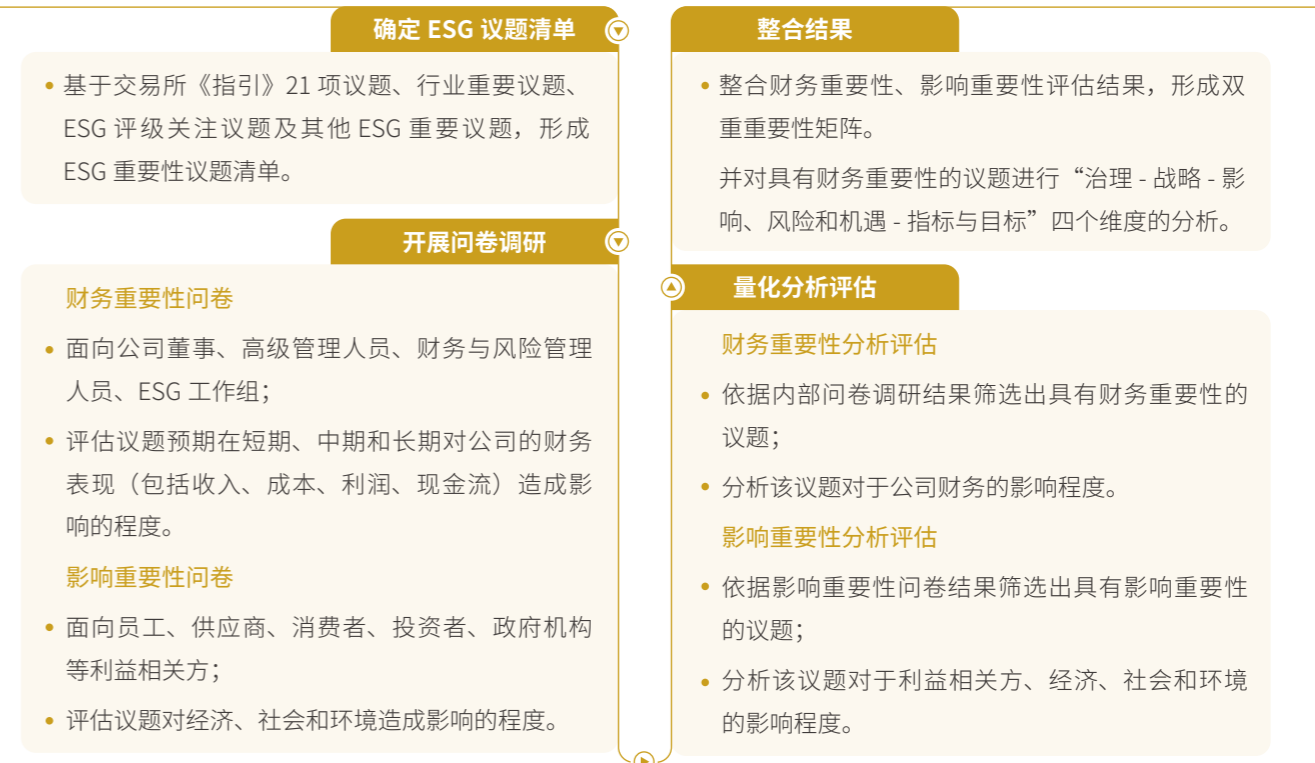 确定 ESG 议题清单
• 基于交易所《指引》21 项议题、行业重要议题、
ESG 评级关注议题及其他 ESG 重要议题，形成
ESG 重要性议题清单。
开展问卷调研
财务重要性问卷
• 面向公司董事、高级管理人员、财务与风险管理
人员、ESG 工作组；
• 评估议题预期在短期、中期和长期对公司的财务
表现（包括收入、成本、利润、现金流）造成影
响的程度。
影响重要性问卷
• 面向员工、供应商、消费者、投资者、政府机构
等利益相关方；
• 评估议题对经济、社会和环境造成影响的程度。
整合结果
• 整合财务重要性、影响重要性评估结果，形成双
重重要性矩阵。
并对具有财务重要性的议题进行“治理 - 战略 - 影
响、风险和机遇 - 指标与目标”四个维度的分析。
量化分析评估
财务重要性分析评估
• 依据内部问卷调研结果筛选出具有财务重要性的
议题；
• 分析该议题对于公司财务的影响程度。
影响重要性分析评估
• 依据影响重要性问卷结果筛选出具有影响重要性
的议题；
• 分析该议题对于利益相关方、经济、社会和环境
的影响程度。